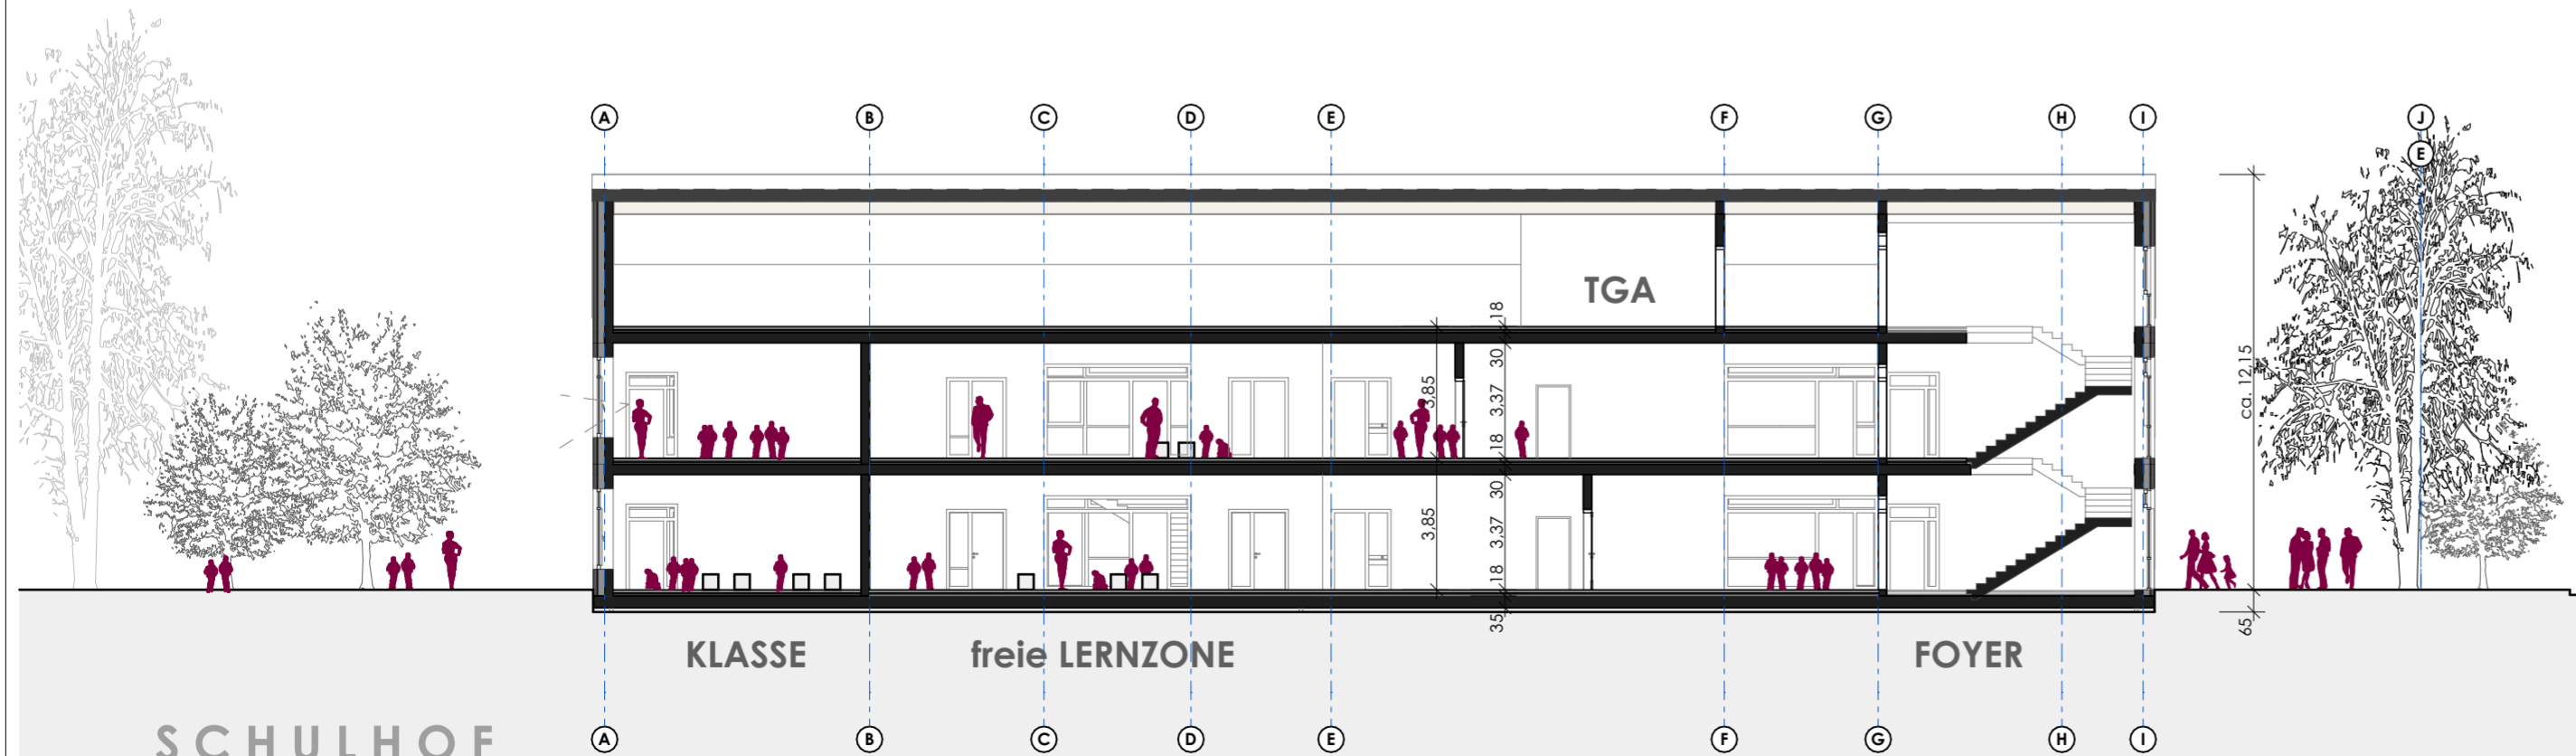 A B C D E F G H I J
E
TGA
18
30
3,85
3,37
18
30
3,85
3,37
18
35
ca. 12,15
65
KLASSE freie LERNZONE FOYER
SCHULHOF
A B C D E F G H I